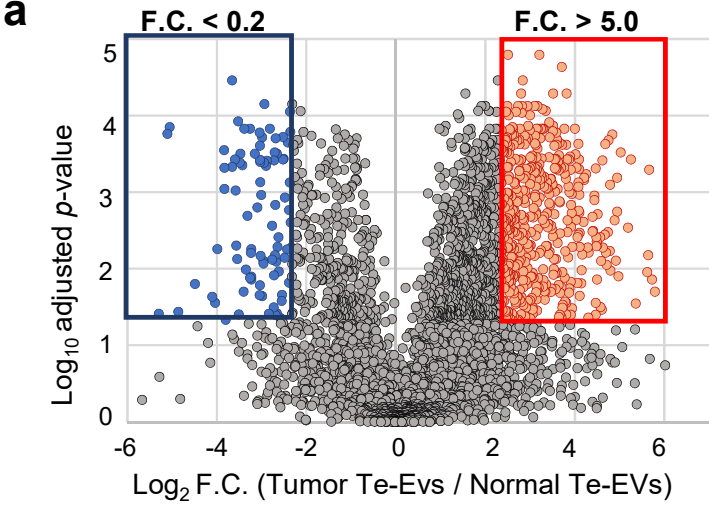 a
F.C. < 0.2
F.C. > 5.0
5
4
3
2
1
0
Log10 adjusted p-value
-6 -4 -2 0 2 4 6
Log2 F.C. (Tumor Te-Evs / Normal Te-EVs)